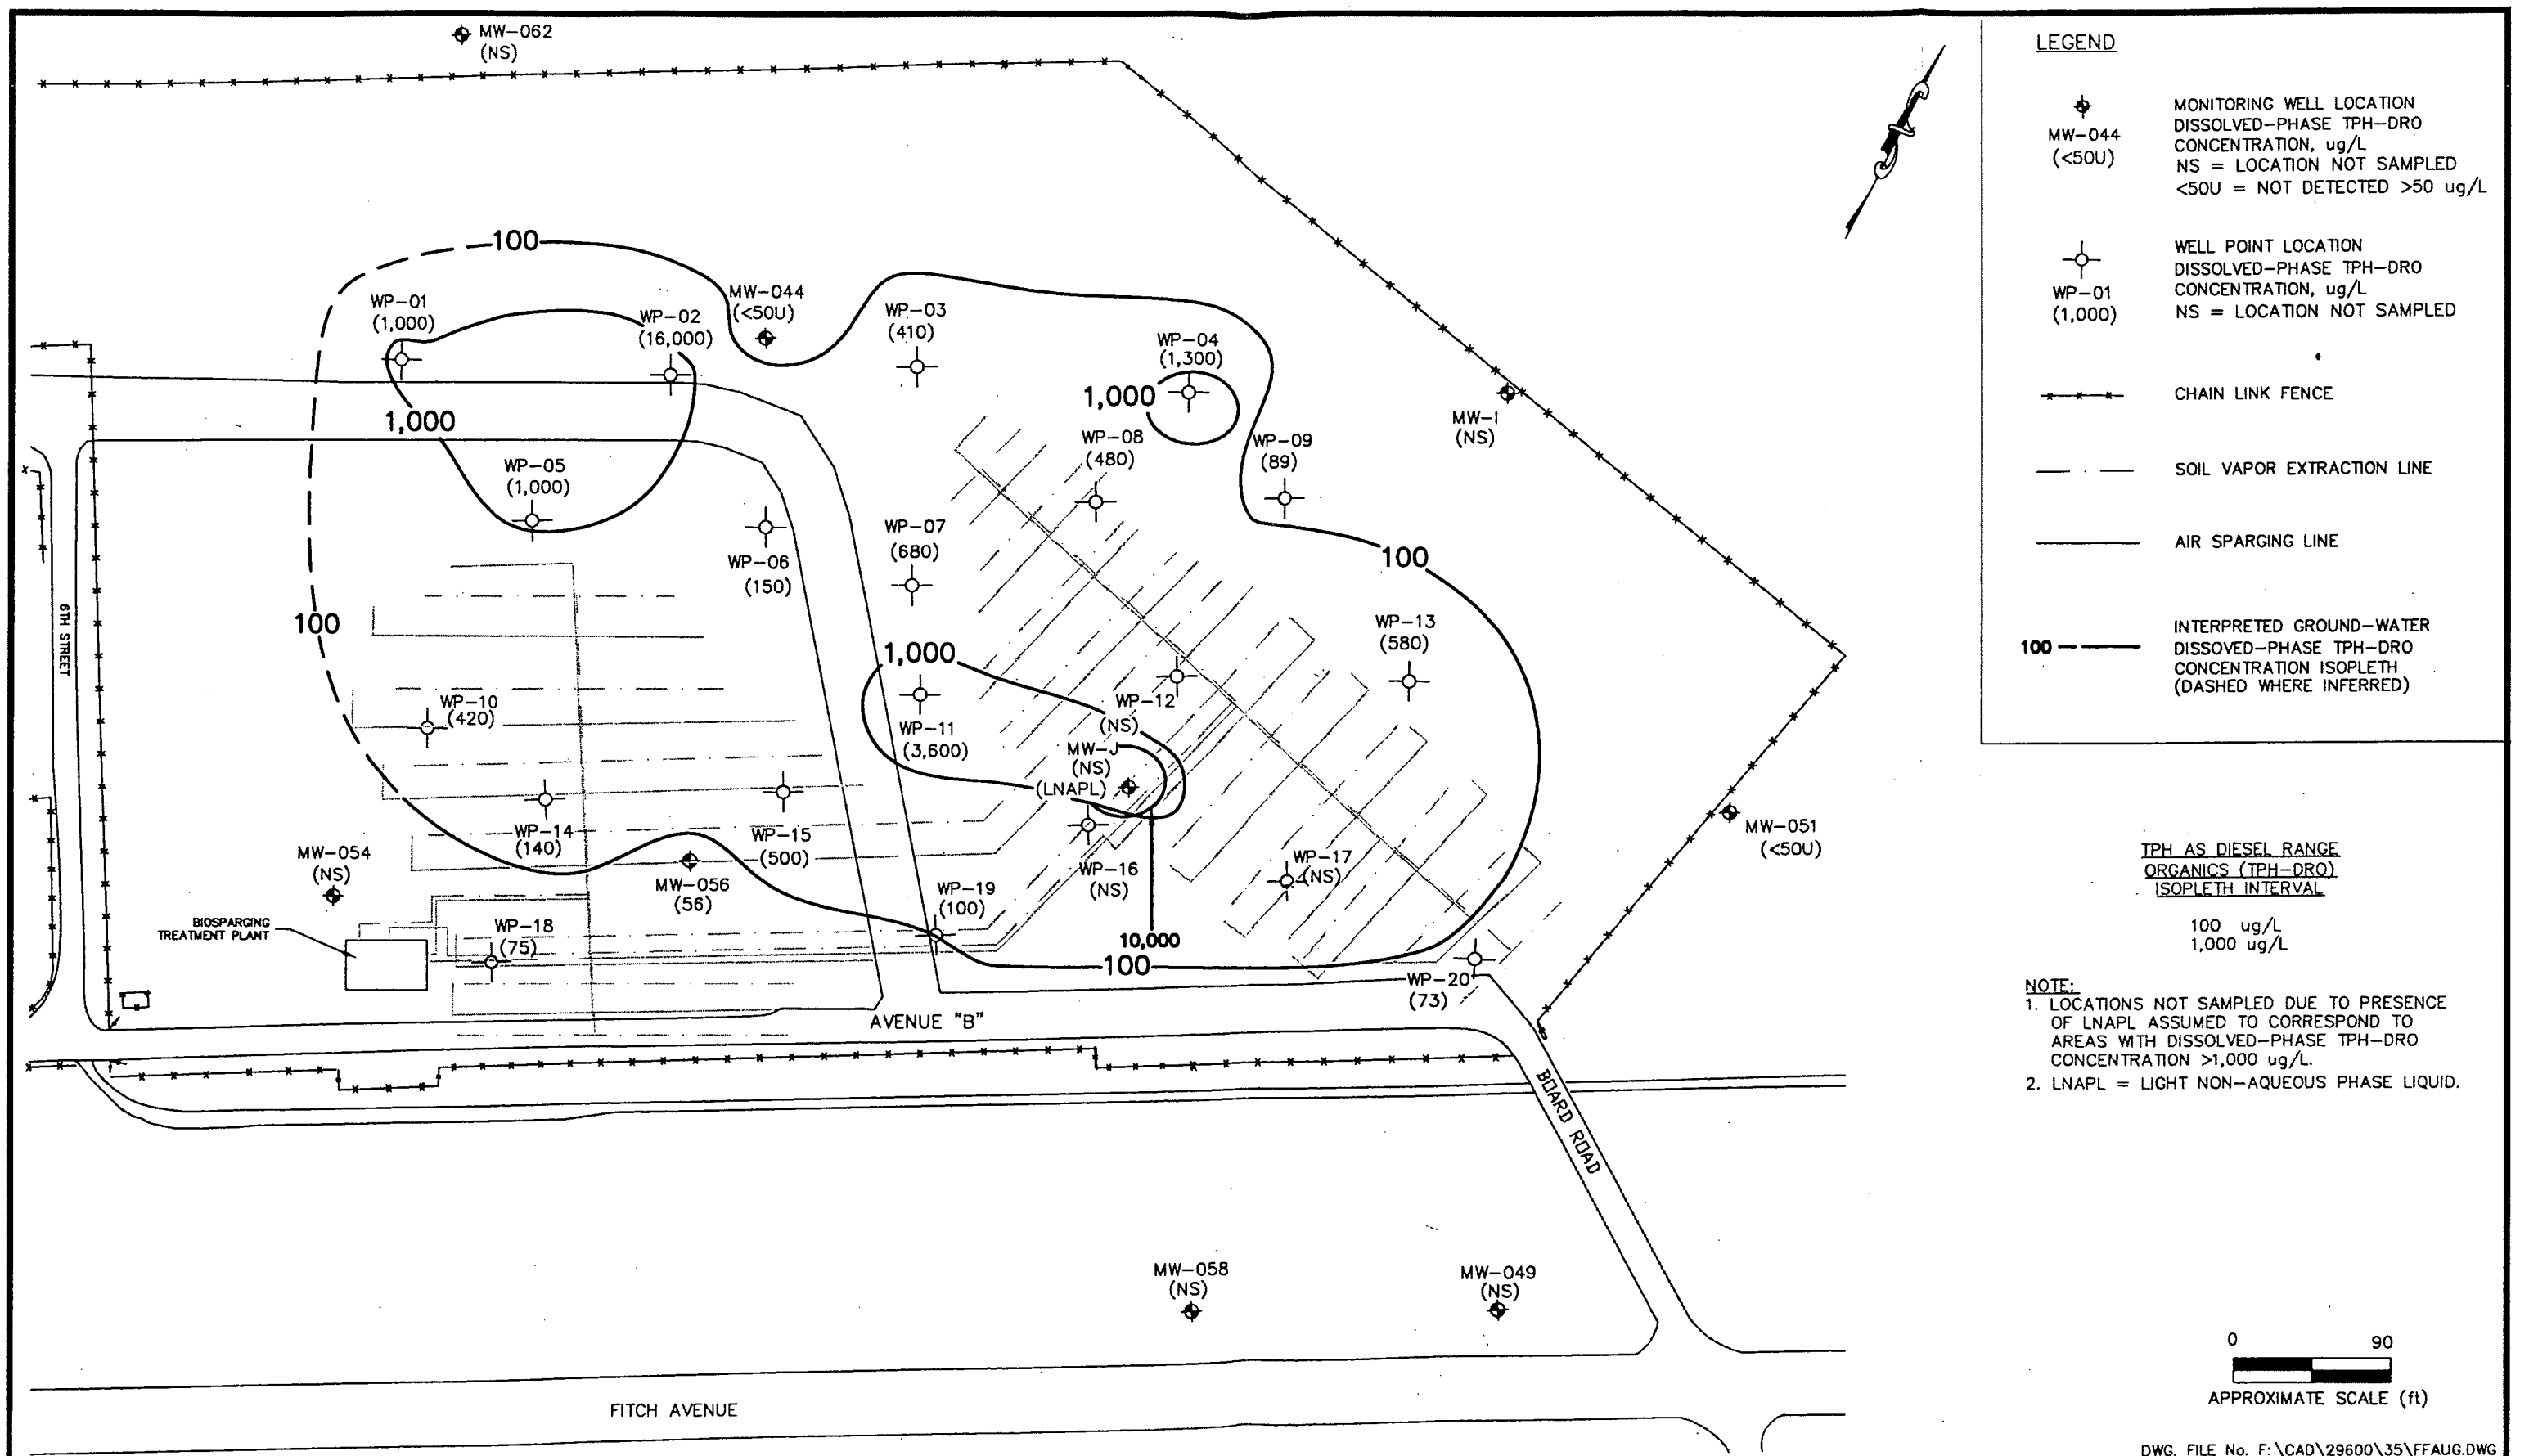 MW-062
(NS)
100
WP-01
(1,000)
WP-02
(16,000)
MW-044
(<50U)
WP-03
(410)
WP-04
(1,300)
1,000
1,000
MW-I
(NS)
WP-08
(480)
WP-09
(89)
WP-05
(1,000)
WP-06
(150)
WP-07
(680)
100
100
6TH STREET
WP-13
(580)
1,000
WP-10
(420)
WP-11
(3,600)
WP-12
(NS)
MW-J
(NS)
(LNAPL)
WP-14
(140)
WP-15
(500)
MW-051
(<50U)
MW-054
(NS)
MW-056
(56)
WP-16
(NS)
WP-17
(NS)
WP-19
(100)
BIOSPARGING
TREATMENT PLANT
WP-18
(75)
10,000
100
WP-20
(73)
AVENUE "B"
BOARD ROAD
MW-058
(NS)
MW-049
(NS)
FITCH AVENUE
LEGEND
MW-044
(<50U)
MONITORING WELL LOCATION
DISSOLVED-PHASE TPH-DRO
CONCENTRATION, ug/L
NS = LOCATION NOT SAMPLED
<50U = NOT DETECTED >50 ug/L
WP-01
(1,000)
WELL POINT LOCATION
DISSOLVED-PHASE TPH-DRO
CONCENTRATION, ug/L
NS = LOCATION NOT SAMPLED
CHAIN LINK FENCE
SOIL VAPOR EXTRACTION LINE
AIR SPARGING LINE
100
INTERPRETED GROUND-WATER
DISSOVED-PHASE TPH-DRO
CONCENTRATION ISOPLETH
(DASHED WHERE INFERRED)
TPH AS DIESEL RANGE
ORGANICS (TPH-DRO)
ISOPLETH INTERVAL
100 ug/L
1,000 ug/L
NOTE:
1. LOCATIONS NOT SAMPLED DUE TO PRESENCE
OF LNAPL ASSUMED TO CORRESPOND TO
AREAS WITH DISSOLVED-PHASE TPH-DRO
CONCENTRATION >1,000 ug/L.
2. LNAPL = LIGHT NON-AQUEOUS PHASE LIQUID.
0 90
APPROXIMATE SCALE (ft)
DWG. FILE No. F:\CAD\29600\35\FFAUG.DWG